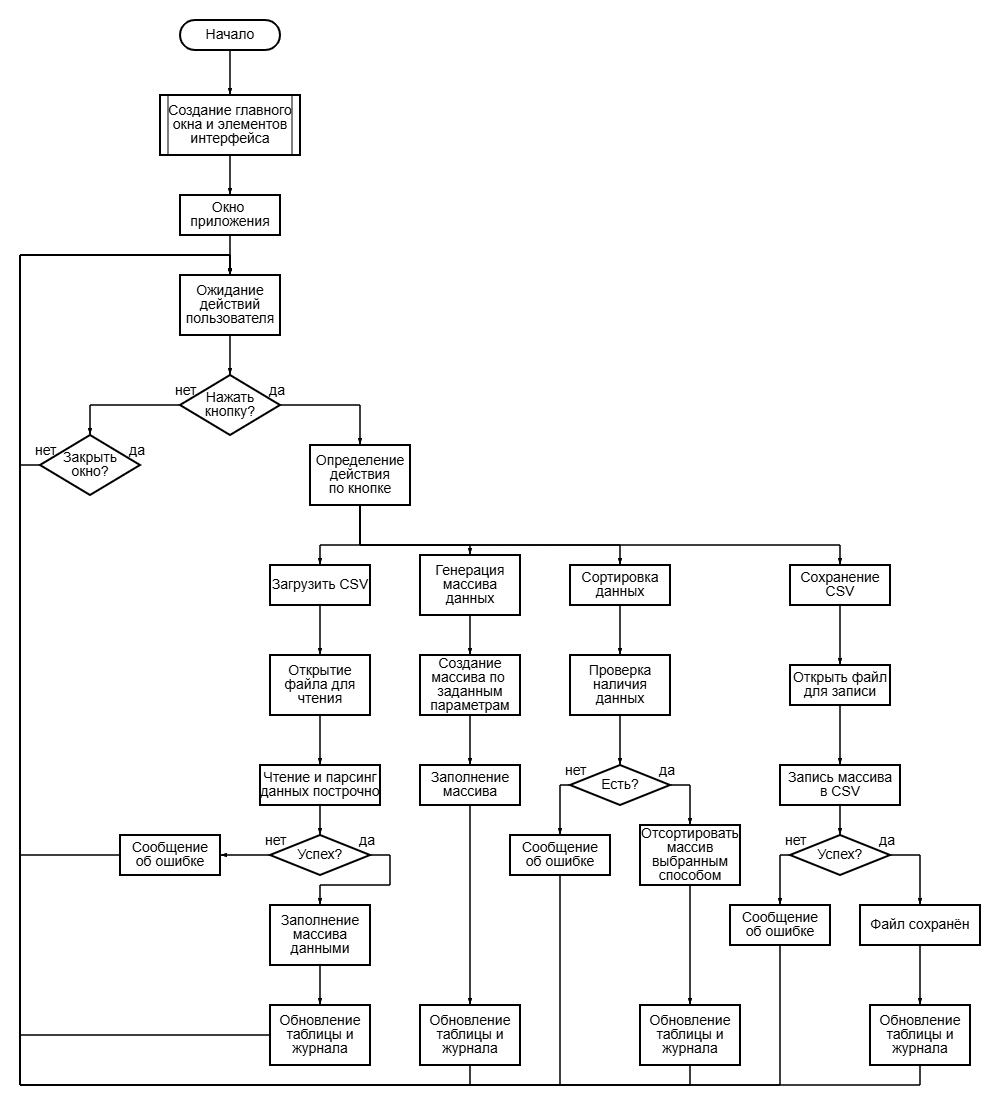 Начало
Создание главного
окна и элементов
интерфейса
Окно
приложения
Ожидание
действий
пользователя
нет
Нажать
кнопку?
да
нет
Закрыть
окно?
да
Определение
действия
по кнопке
Загрузить CSV
Генерация
массива
данных
Сортировка
данных
Сохранение
CSV
Открытие
файла для
чтения
Создание
массива по
заданным
параметрам
Проверка
наличия
данных
Открыть файл
для записи
Чтение и парсинг
данных построчно
Заполнение
массива
нет
Есть?
да
Запись массива
в CSV
Сообщение
об ошибке
нет
Успех?
да
Сообщение
об ошибке
Отсортировать
массив
выбранным
способом
нет
Успех?
да
Заполнение
массива
данными
Сообщение
об ошибке
Файл сохранён
Обновление
таблицы и
журнала
Обновление
таблицы и
журнала
Обновление
таблицы и
журнала
Обновление
таблицы и
журнала